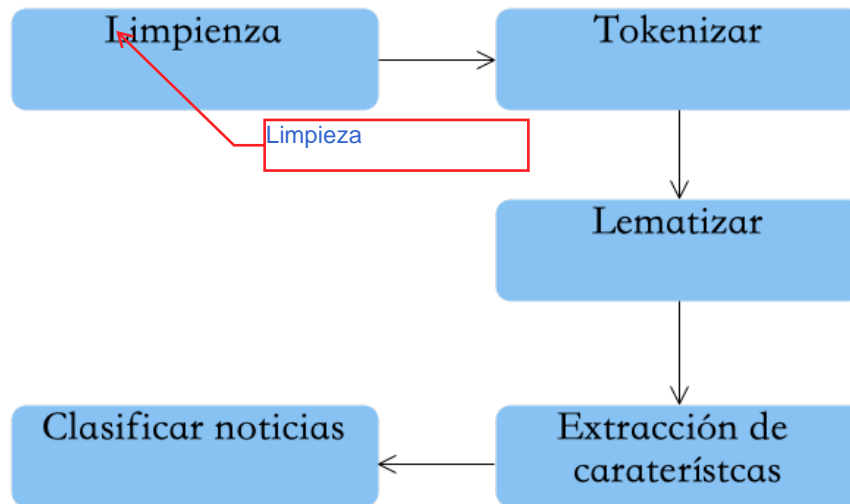 Limpienza
Tokenizar
Limpieza
Lematizar
Clasificar noticias
Extracción de
caraterístcas